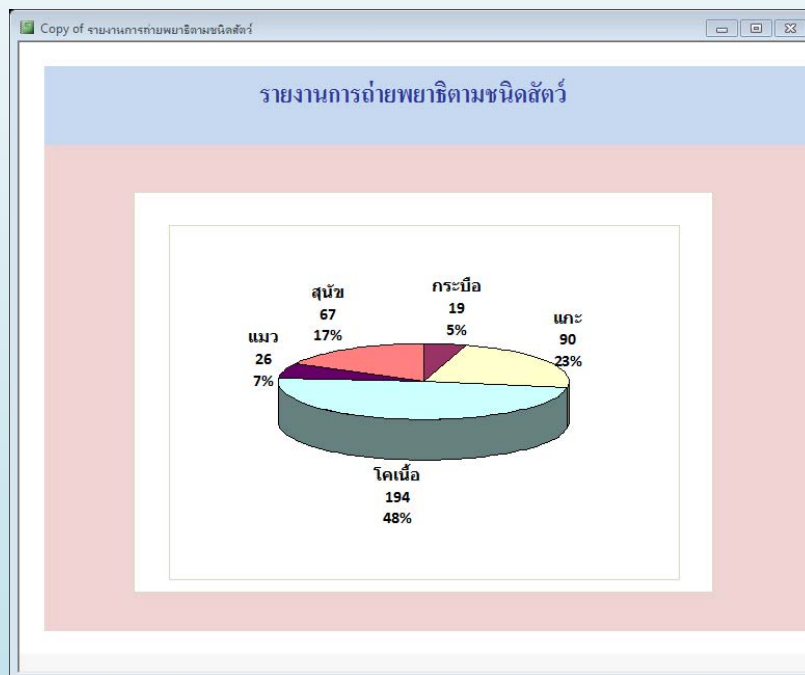 Copy of รายงานการถ่ายพยาธิตามชนิดสัตว์
รายงานการถ่ายพยาธิตามชนิดสัตว์
สุนัข
67
17%
กระบือ
19
5%
แกะ
90
23%
แมว
26
7%
โคเนื้อ
194
48%